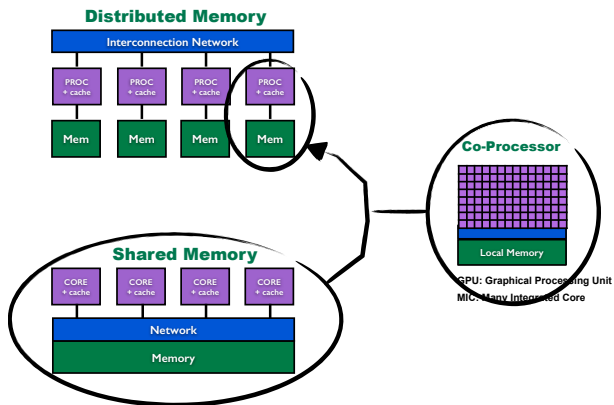 Distributed Memory
Interconnection Network
PROC
+ cache
PROC
+ cache
PROC
+ cache
PROC
+ cache
Mem
Mem
Mem
Mem
Co-Processor
Local Memory
GPU: Graphical Processing Unit
MIC: Many Integrated Core
Shared Memory
CORE
+ cache
CORE
+ cache
CORE
+ cache
CORE
+ cache
Network
Memory